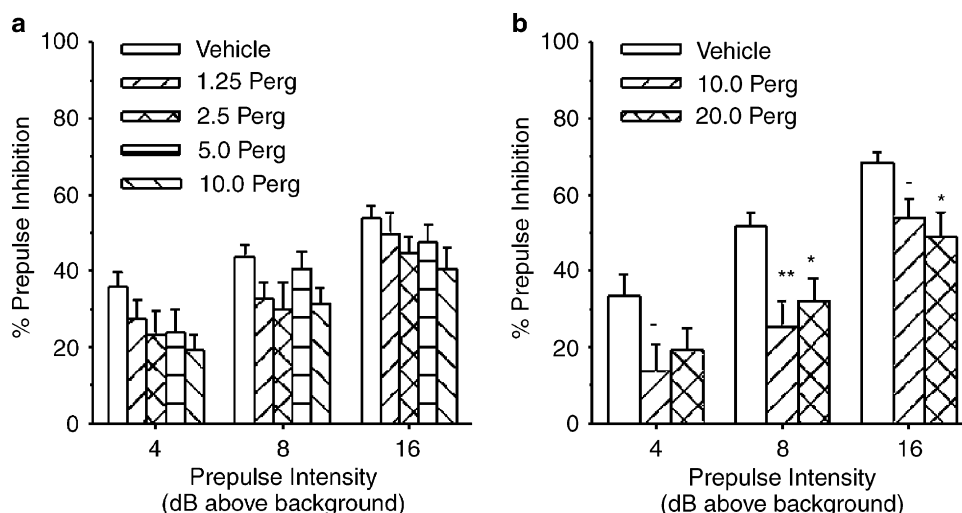 a
100
80
60
40
20
0
% Prepulse Inhibition
Vehicle
1.25 Perg
2.5 Perg
5.0 Perg
10.0 Perg
4 8 16
Prepulse Intensity
(dB above background)
b
100
80
60
40
20
0
% Prepulse Inhibition
Vehicle
10.0 Perg
20.0 Perg
-
**
*
-
*
4 8 16
Prepulse Intensity
(dB above background)